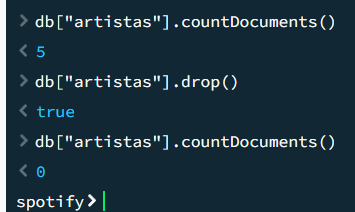 > db["artistas"].countDocuments()
< 5
> db["artistas"].drop()
< true
> db["artistas"].countDocuments()
< 0
spotify>